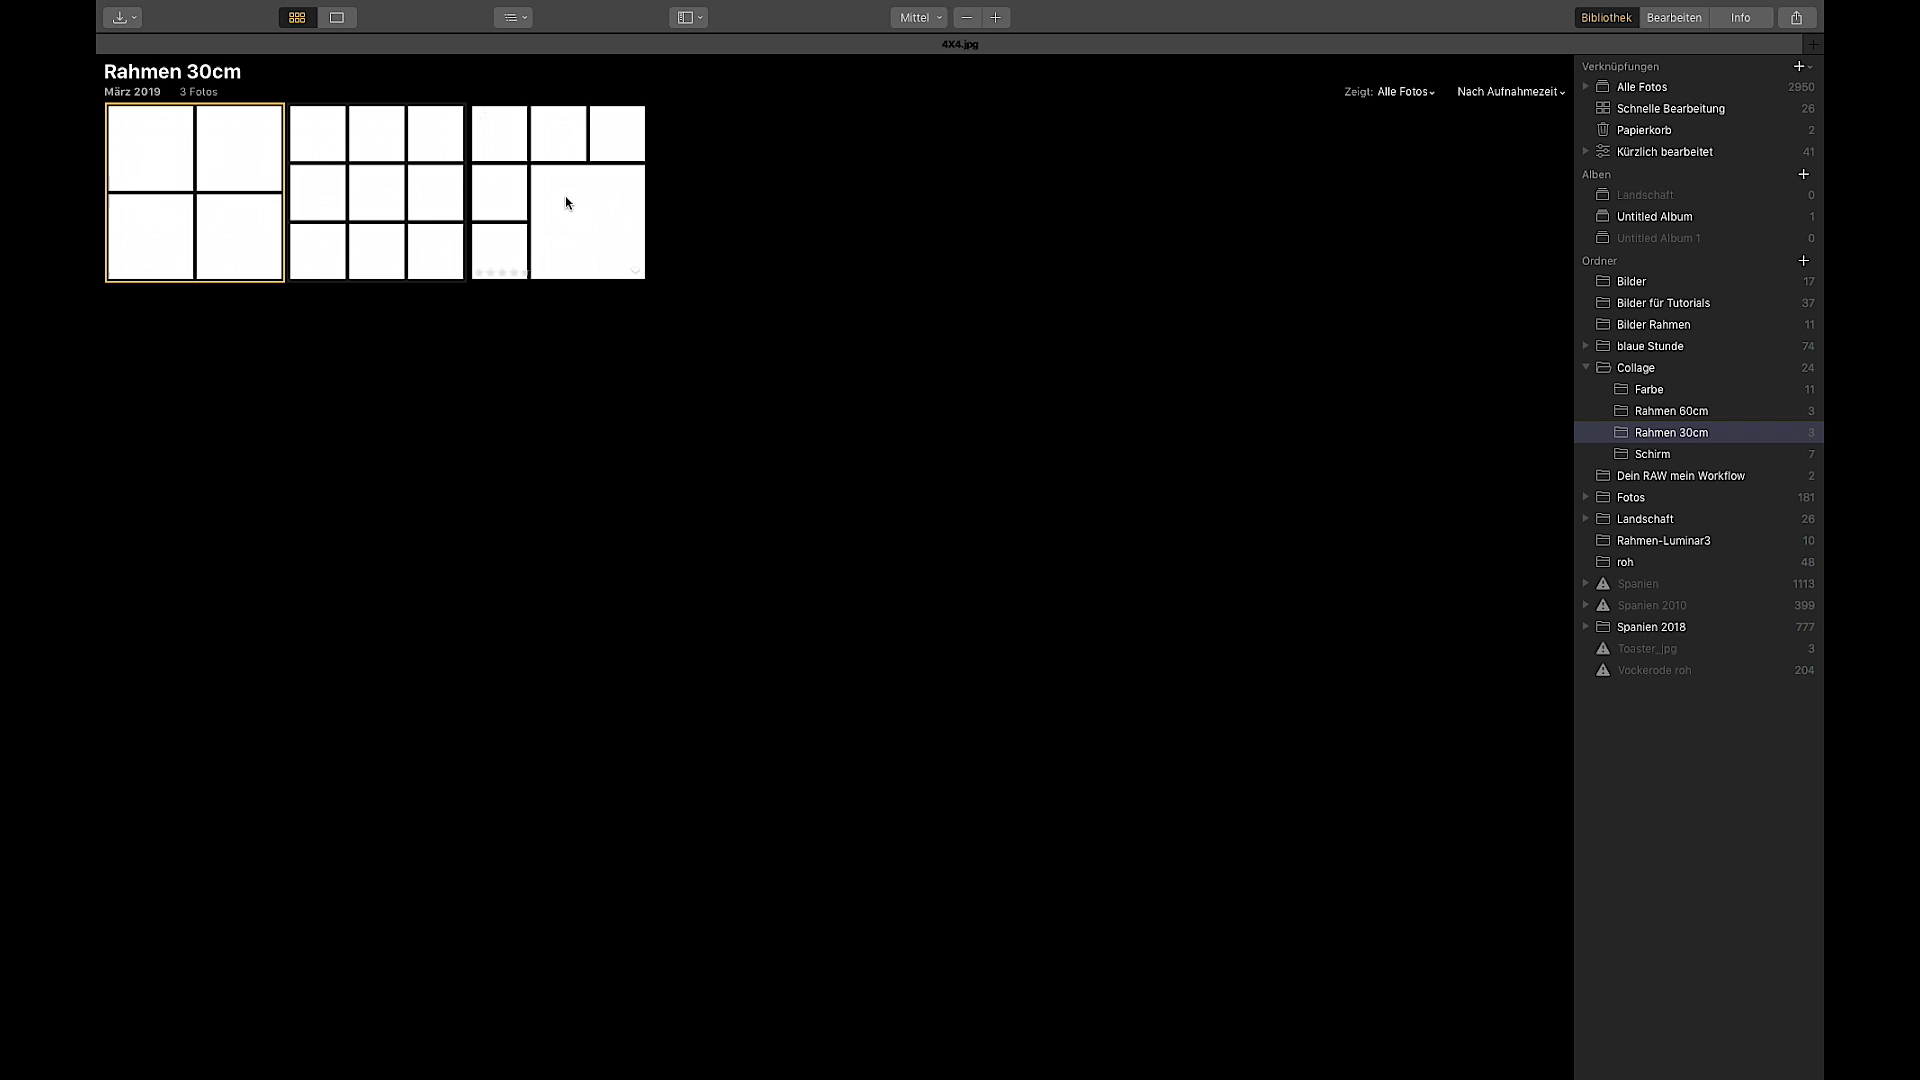 Mittel
Bibliothek Bearbeiten Info
4X4.jpg
Rahmen 30cm
März 2019 3 Fotos
Zeigt: Alle Fotos Nach Aufnahmezeit
Verknüpfungen
Alle Fotos 2950
Schnelle Bearbeitung 26
Papierkorb 2
Kürzlich bearbeitet 41
Alben
Landschaft 0
Untitled Album 1
Untitled Album 1 0
Ordner
Bilder 17
Bilder für Tutorials 37
Bilder Rahmen 11
blaue Stunde 74
Collage 24
Farbe 11
Rahmen 60cm 3
Rahmen 30cm 3
Schirm 7
Dein RAW mein Workflow 2
Fotos 181
Landschaft 26
Rahmen-Luminar3 10
roh 48
Spanien 1113
Spanien 2010 399
Spanien 2018 777
Toaster_jpg 3
Vockerode roh 204